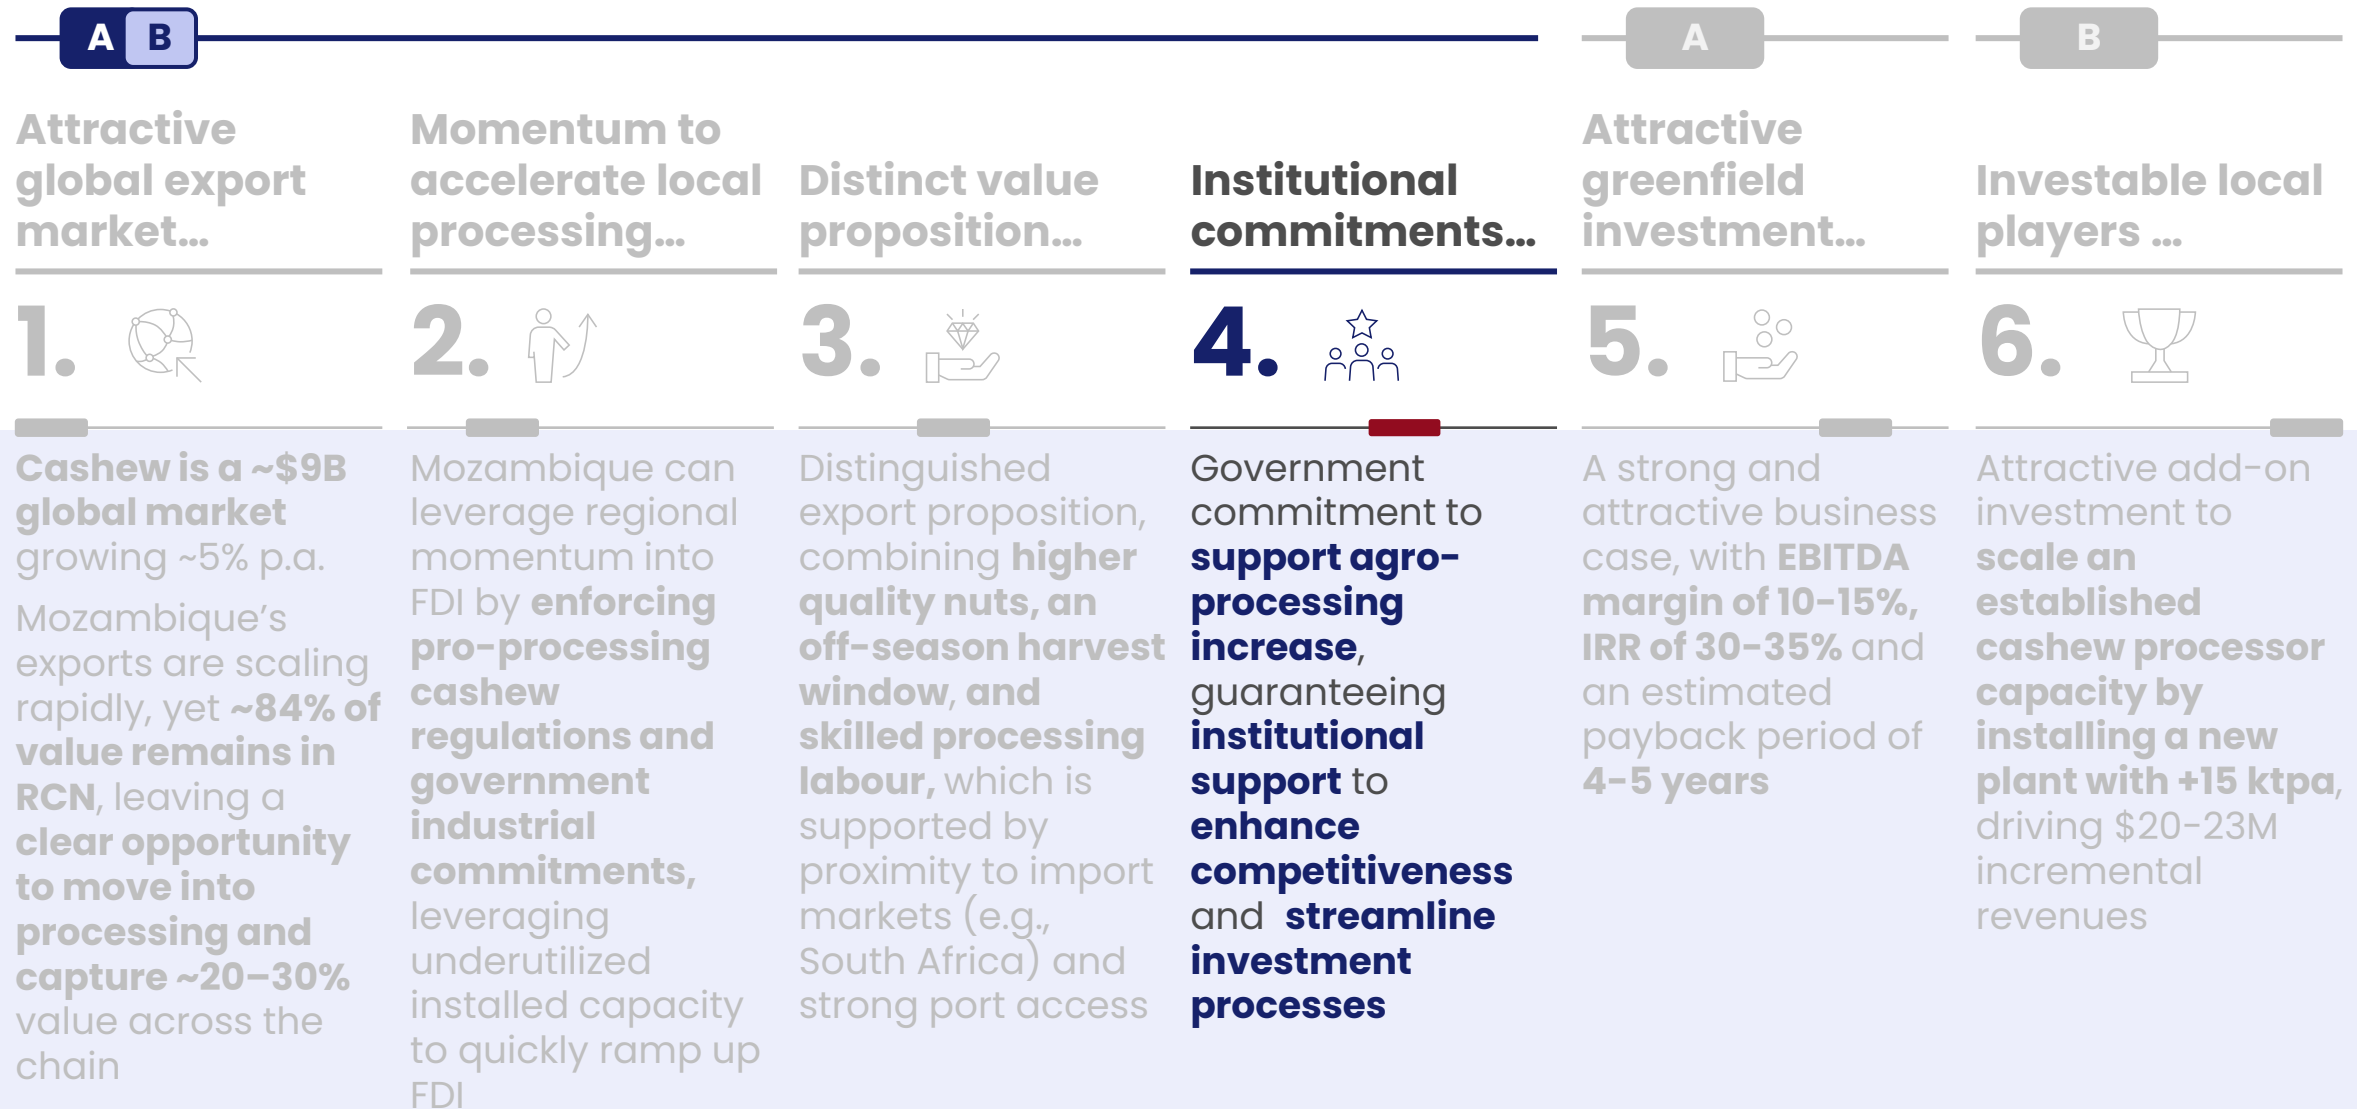 A B
A
B
Attractive
global export
market...
Momentum to
accelerate local
processing...
Distinct value
proposition...
Institutional
commitments...
Attractive
greenfield
investment...
Investable local
players ...
1.
2.
3.
4.
5.
6.
Cashew is a ~$9B
global market
growing ~5% p.a.
Mozambique’s
exports are scaling
rapidly, yet ~84% of
value remains in
RCN, leaving a
clear opportunity
to move into
processing and
capture ~20–30%
value across the
chain
Mozambique can
leverage regional
momentum into
FDI by enforcing
pro-processing
cashew
regulations and
government
industrial
commitments,
leveraging
underutilized
installed capacity
to quickly ramp up
FDI
Distinguished
export proposition,
combining higher
quality nuts, an
off-season harvest
window, and
skilled processing
labour, which is
supported by
proximity to import
markets (e.g.,
South Africa) and
strong port access
Government
commitment to
support agro-
processing
increase,
guaranteeing
institutional
support to
enhance
competitiveness
and streamline
investment
processes
A strong and
attractive business
case, with EBITDA
margin of 10-15%,
IRR of 30-35% and
an estimated
payback period of
4-5 years
Attractive add-on
investment to
scale an
established
cashew processor
capacity by
installing a new
plant with +15 ktpa,
driving $20-23M
incremental
revenues